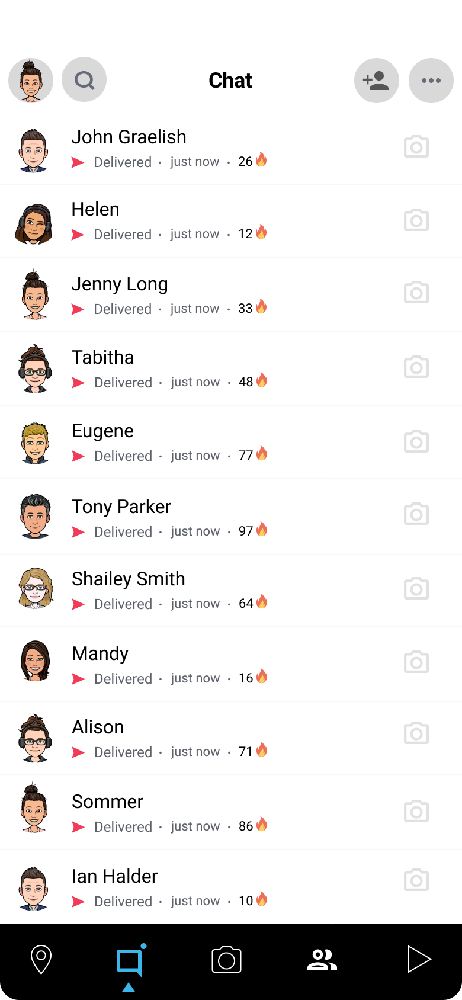 Chat
John Graelish
Delivered · just now · 26🔥
Helen
Delivered · just now · 12🔥
Jenny Long
Delivered · just now · 33🔥
Tabitha
Delivered · just now · 48🔥
Eugene
Delivered · just now · 77🔥
Tony Parker
Delivered · just now · 97🔥
Shailey Smith
Delivered · just now · 64🔥
Mandy
Delivered · just now · 16🔥
Alison
Delivered · just now · 71🔥
Sommer
Delivered · just now · 86🔥
Ian Halder
Delivered · just now · 10🔥